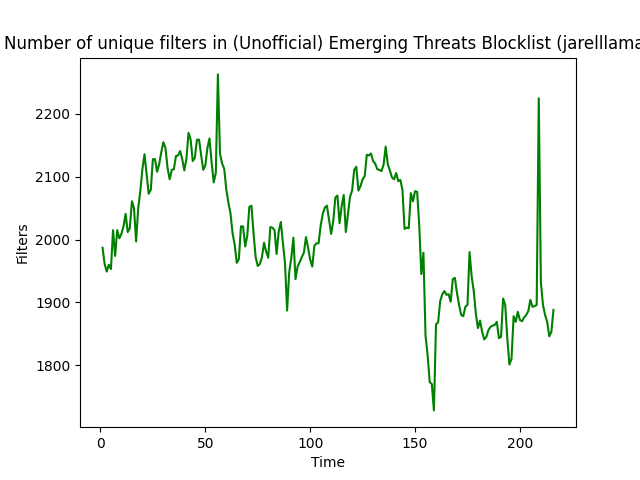 Number of unique filters in (Unofficial) Emerging Threats Blocklist (jarelllama
2200
2100
2000
1900
1800
Filters
0 50 100 150 200
Time